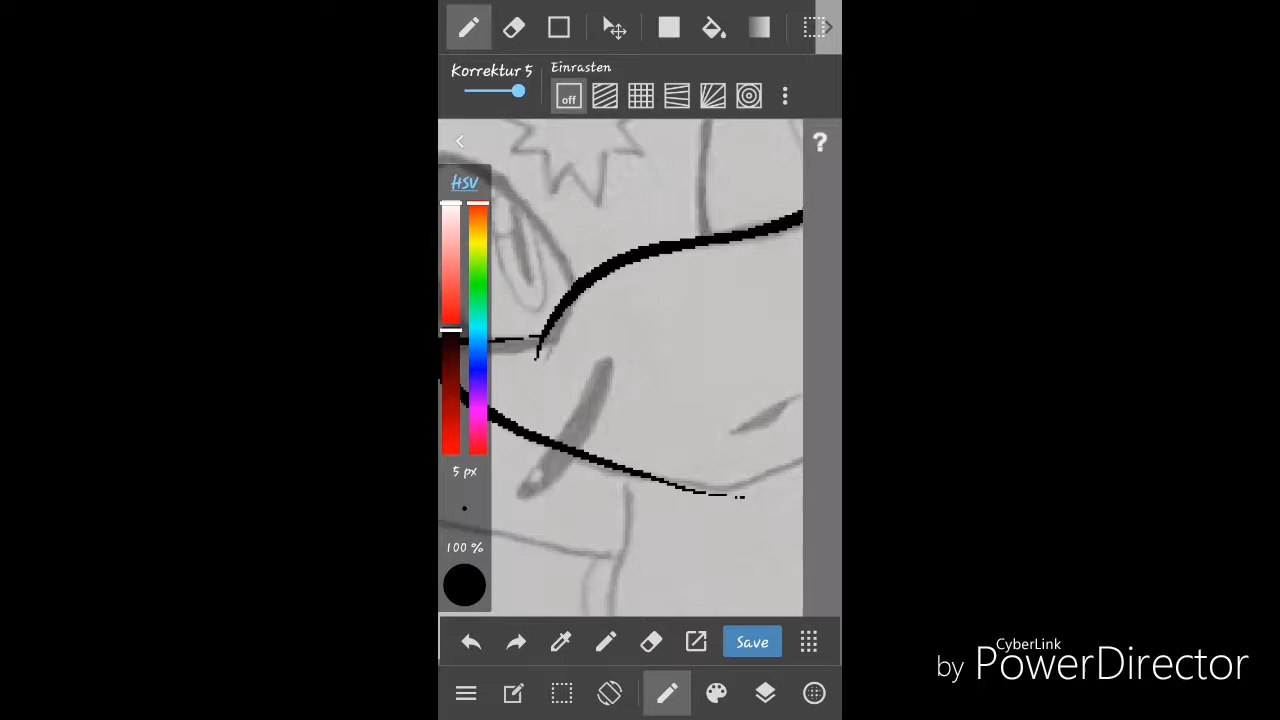 Korrektur 5
Einrasten
off
?
HSV
5 px
100 %
Save
CyberLink
by PowerDirector